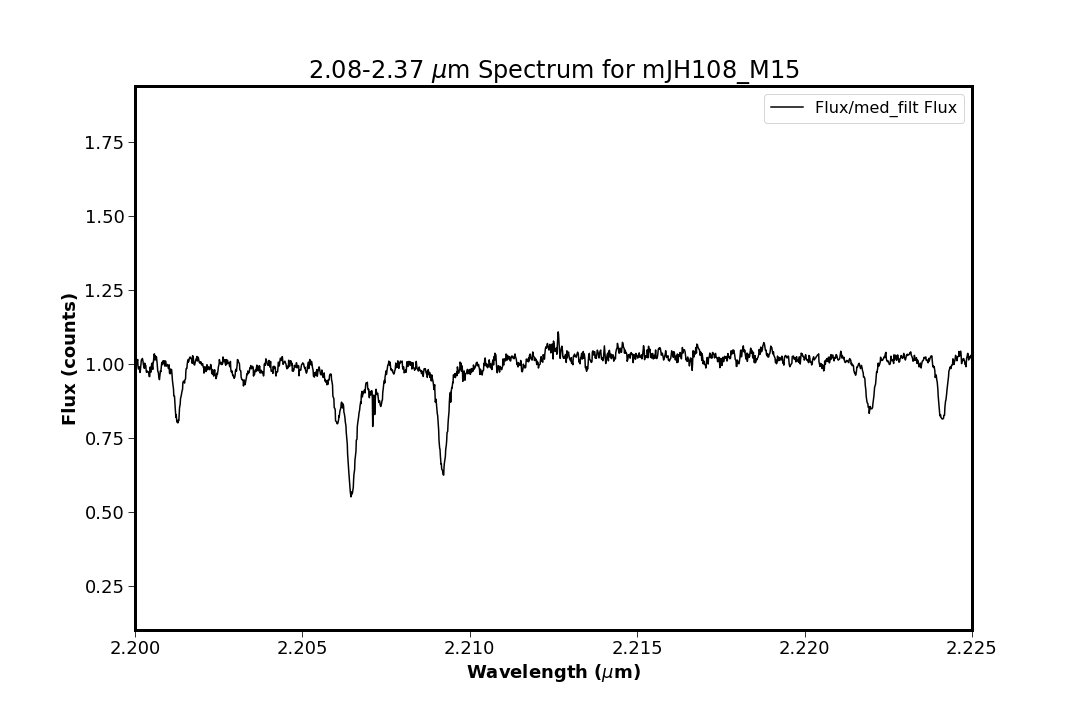 2.08-2.37 μm Spectrum for mJH108_M15
Flux/med_filt Flux
1.75
1.50
1.25
1.00
0.75
0.50
0.25
Flux (counts)
2.200 2.205 2.210 2.215 2.220 2.225
Wavelength (μm)